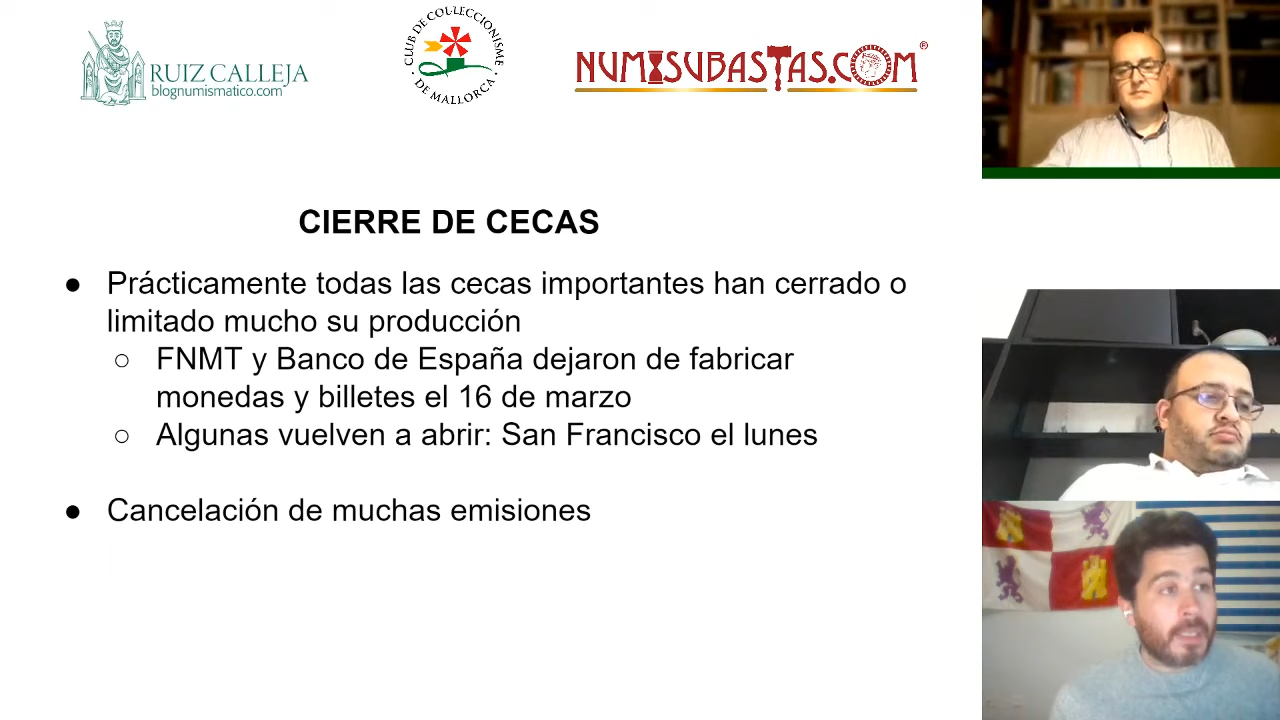 RUIZ CALLEJA
blognumismatico.com
CLUB DE COL·LECCIONISME
· DE MALLORCA ·
NUMISUBASTAS.COM®
CIERRE DE CECAS
● Prácticamente todas las cecas importantes han cerrado o
limitado mucho su producción
○ FNMT y Banco de España dejaron de fabricar
monedas y billetes el 16 de marzo
○ Algunas vuelven a abrir: San Francisco el lunes
● Cancelación de muchas emisiones